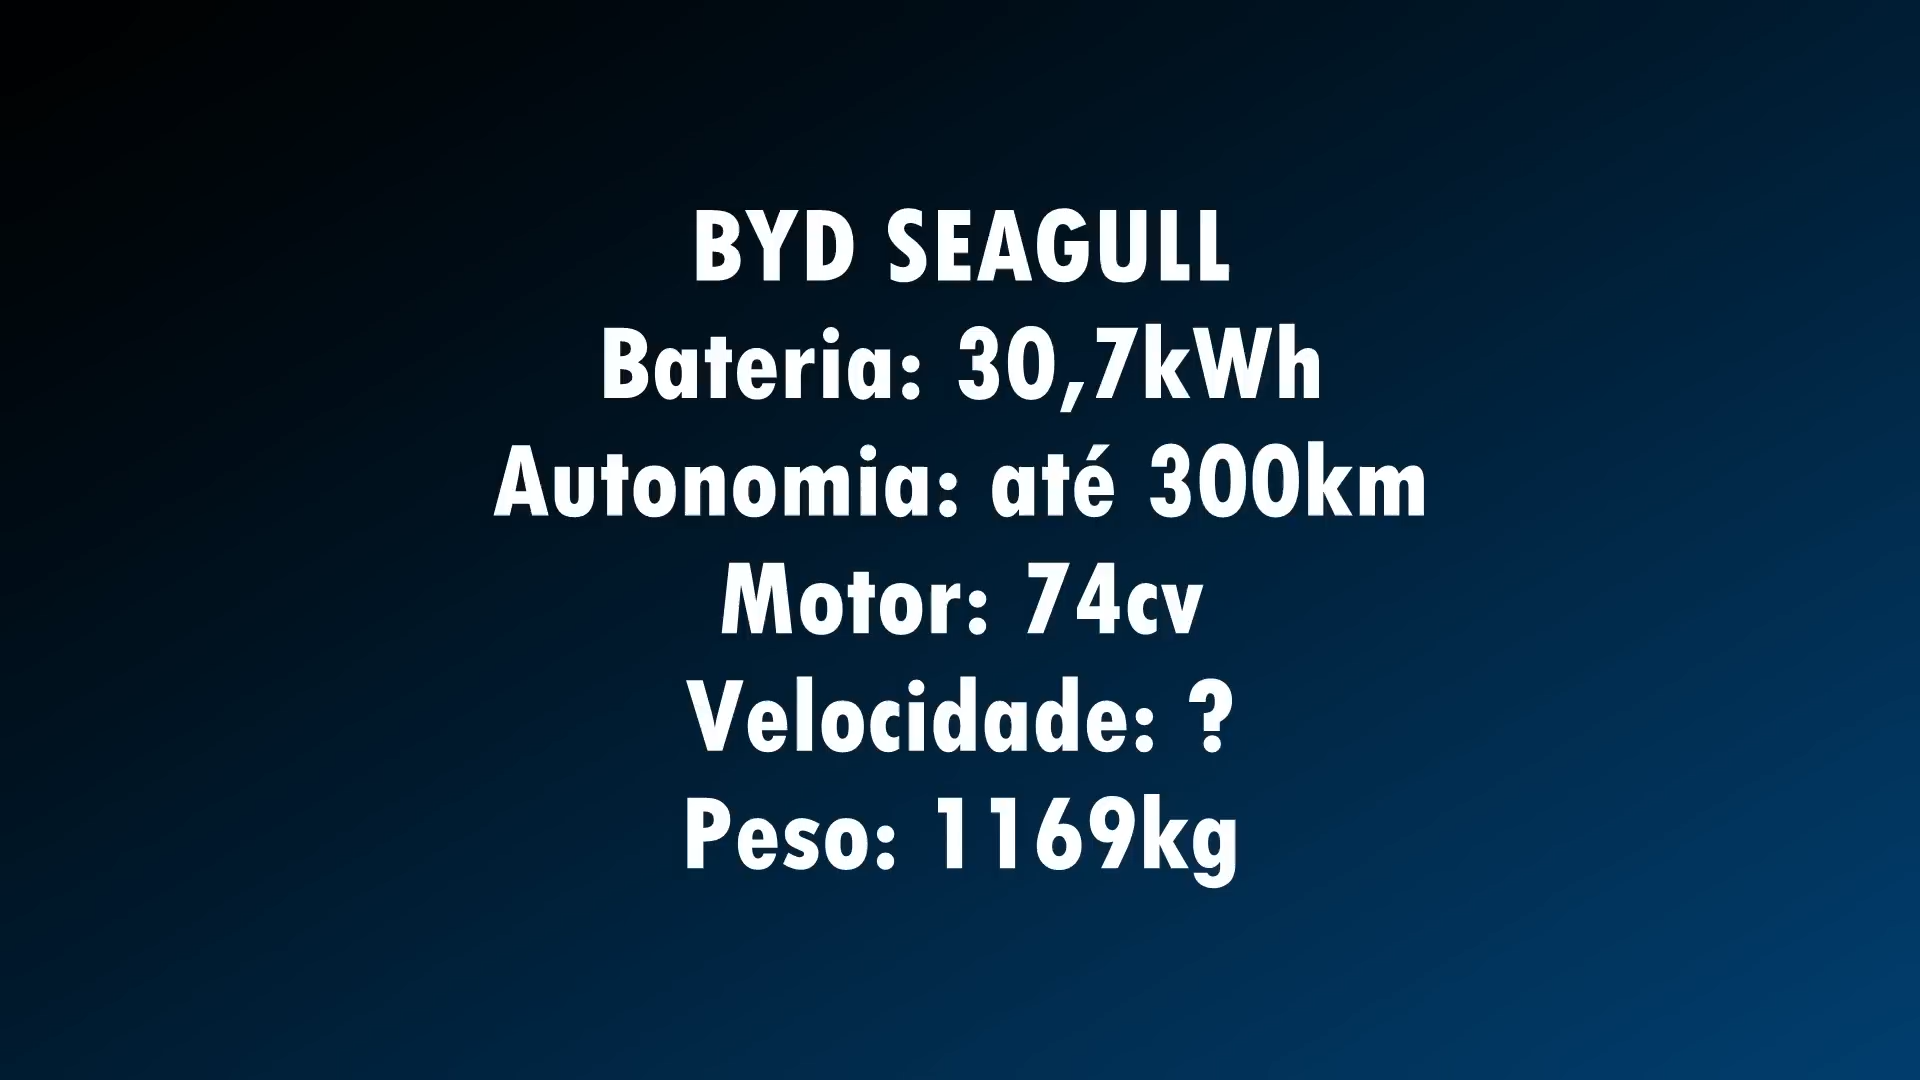 BYD SEAGULL
Bateria: 30,7kWh
Autonomia: até 300km
Motor: 74cv
Velocidade: ?
Peso: 1169kg